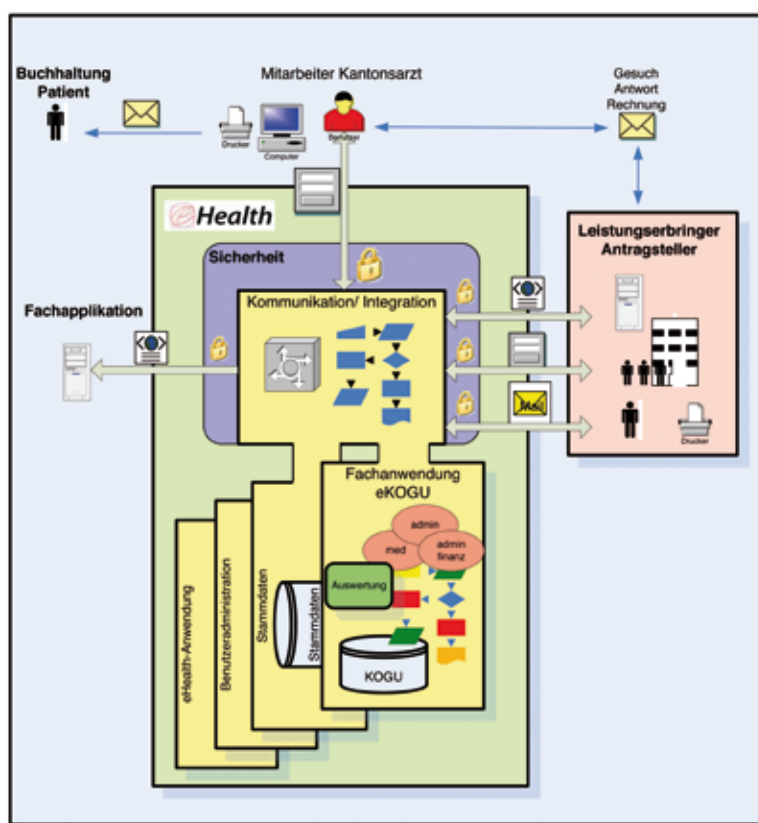 Buchhaltung
Patient
Mitarbeiter Kantonsarzt
Gesuch
Antwort
Rechnung
Drucker
Computer
Benutzer
eHealth
Sicherheit
Leistungserbringer
Antragsteller
Kommunikation/ Integration
Fachapplikation
Mail
Drucker
Fachanwendung
eKOGU
admin
med
admin
finanz
Auswertung
KOGU
eHealth-Anwendung
Benutzeradministration
Stammdaten
Stammdaten